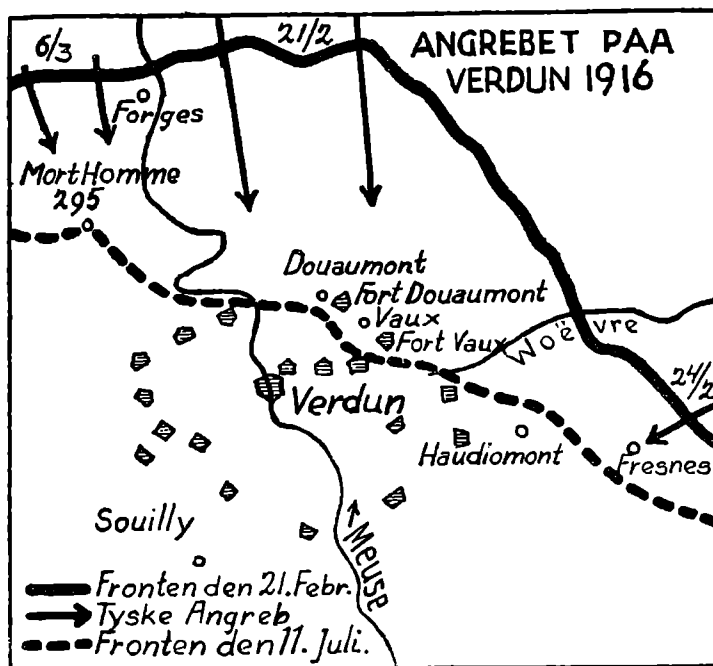 ANGREBET PAA
VERDUN 1916
6/3
21/2
Forges
Mort Homme
295
Douaumont
Fort Douaumont
Vaux
Fort Vaux
Woëvre
24/2
Verdun
Haudiomont
Fresnes
Souilly
Meuse
Fronten den 21. Febr.
Tyske Angreb
Fronten den 11. Juli.